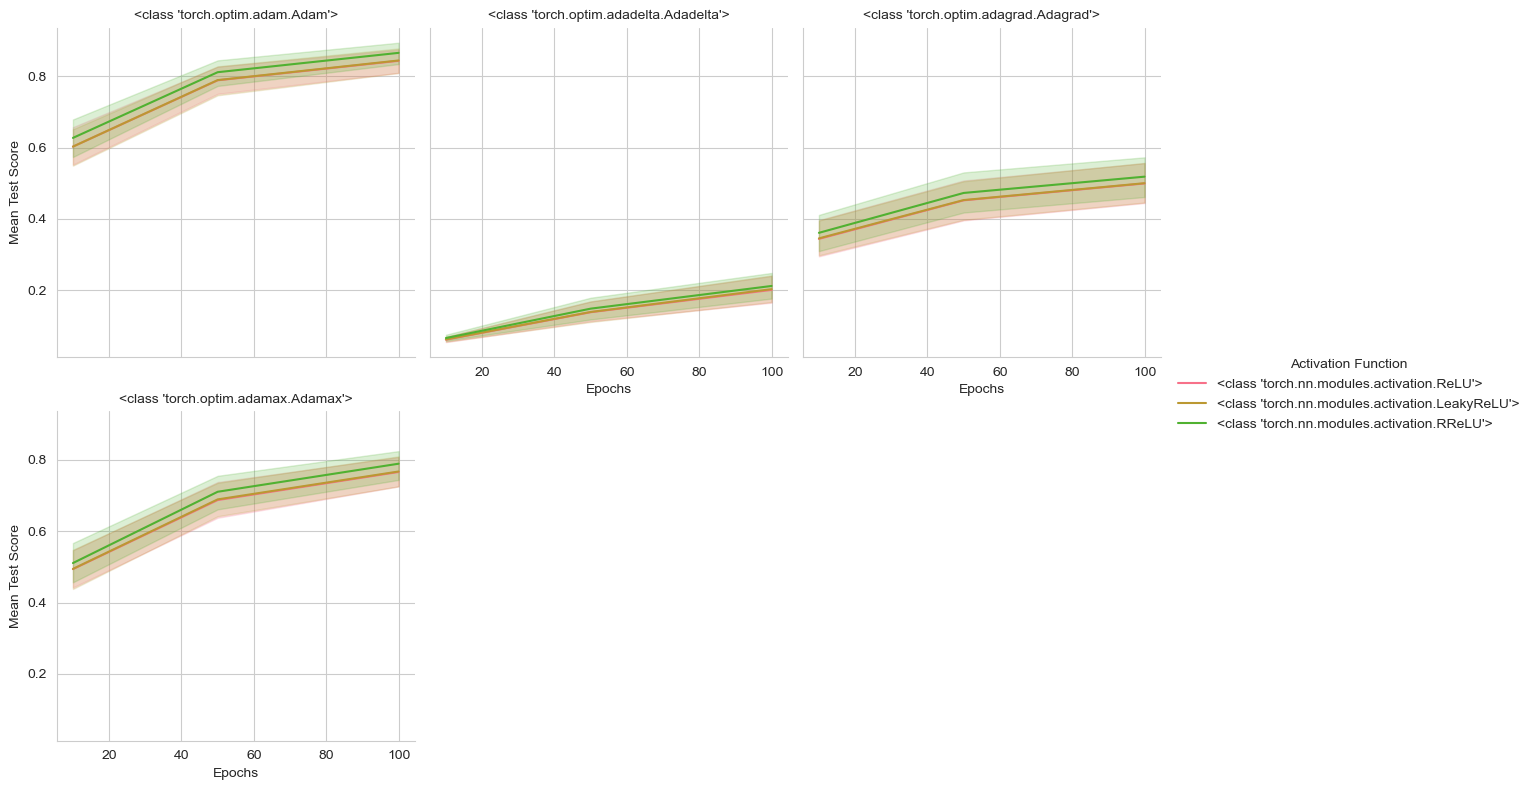 <class 'torch.optim.adam.Adam'>
<class 'torch.optim.adadelta.Adadelta'>
<class 'torch.optim.adagrad.Adagrad'>
Mean Test Score
0.8
0.6
0.4
0.2
20 40 60 80 100
Epochs
20 40 60 80 100
Epochs
Activation Function
<class 'torch.nn.modules.activation.ReLU'>
<class 'torch.nn.modules.activation.LeakyReLU'>
<class 'torch.nn.modules.activation.RReLU'>
<class 'torch.optim.adamax.Adamax'>
Mean Test Score
0.8
0.6
0.4
0.2
20 40 60 80 100
Epochs